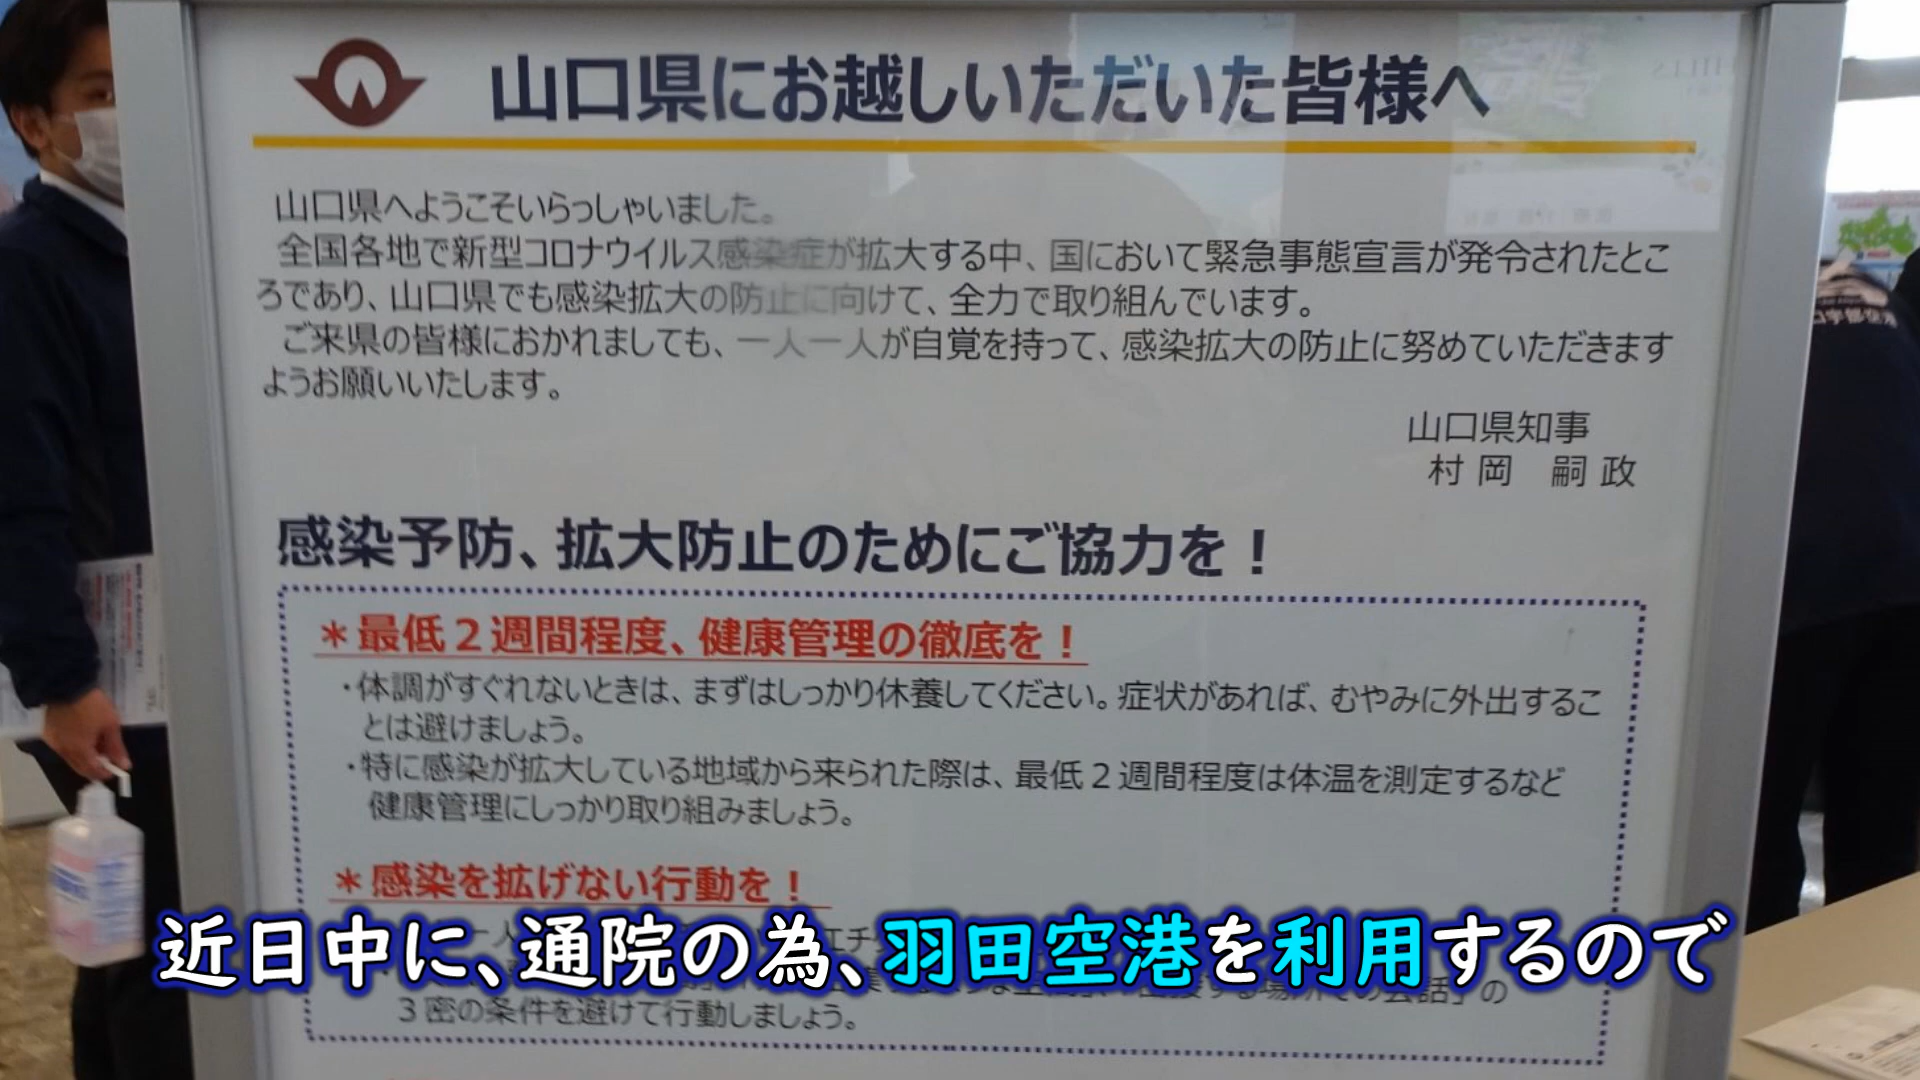 山口県にお越しいただいた皆様へ
山口県へようこそいらっしゃいました。
全国各地で新型コロナウイルス感染症が拡大する中、国において緊急事態宣言が発令されたとこ
ろであり、山口県でも感染拡大の防止に向けて、全力で取り組んでいます。
ご来県の皆様におかれましても、一人一人が自覚を持って、感染拡大の防止に努めていただきます
ようお願いいたします。
山口県知事
村岡 嗣政
感染予防、拡大防止のためにご協力を！
＊最低２週間程度、健康管理の徹底を！
・体調がすぐれないときは、まずはしっかり休養してください。症状があれば、むやみに外出するこ
とは避けましょう。
・特に感染が拡大している地域から来られた際は、最低２週間程度は体温を測定するなど
健康管理にしっかり取り組みましょう。
＊感染を拡げない行動を！
近日中に、通院の為、羽田空港を利用するので
３密の条件を避けて行動しましょう。